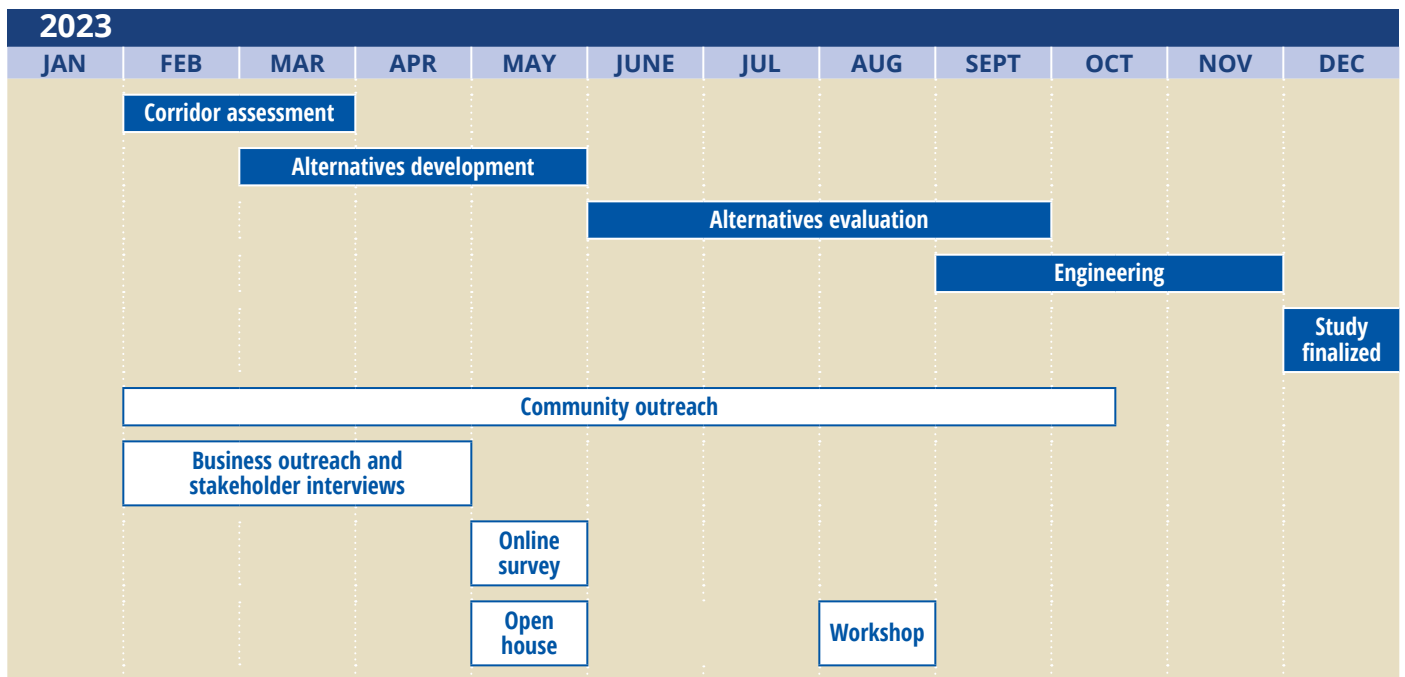 2023
JAN FEB MAR APR MAY JUNE JUL AUG SEPT OCT NOV DEC
Corridor assessment
Alternatives development
Alternatives evaluation
Engineering
Study
finalized
Community outreach
Business outreach and
stakeholder interviews
Online
survey
Open
house
Workshop